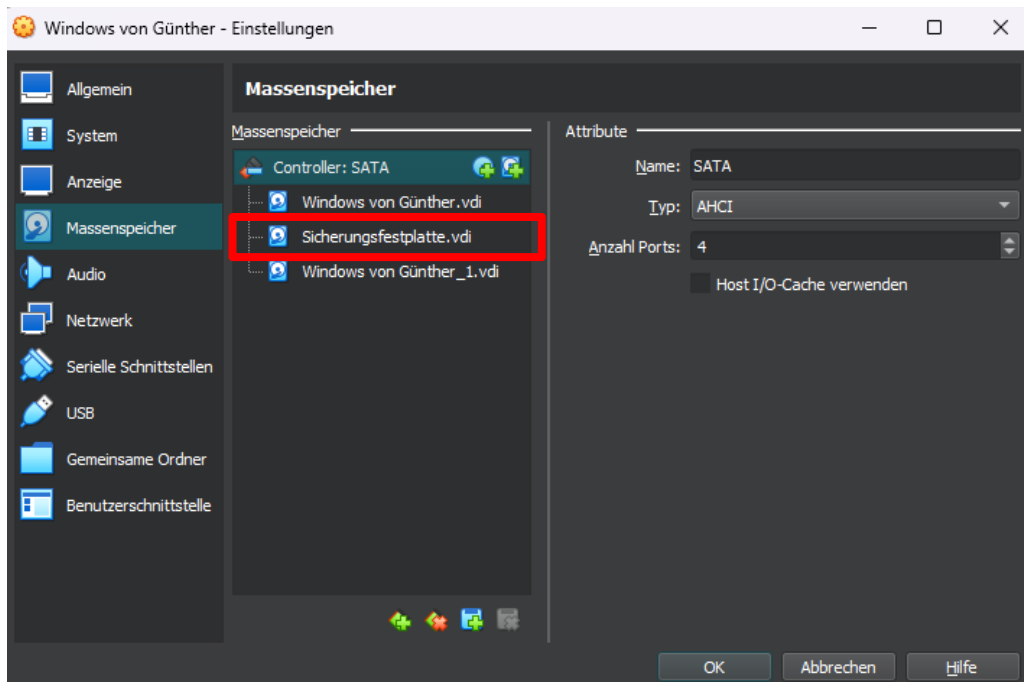 Windows von Günther - Einstellungen
Allgemein
System
Anzeige
Massenspeicher
Audio
Netzwerk
Serielle Schnittstellen
USB
Gemeinsame Ordner
Benutzerschnittstelle
Massenspeicher
Massenspeicher
Controller: SATA
Windows von Günther.vdi
Sicherungsfestplatte.vdi
Windows von Günther_1.vdi
Attribute
Name: SATA
Typ: AHCI
Anzahl Ports: 4
Host I/O-Cache verwenden
OK
Abbrechen
Hilfe